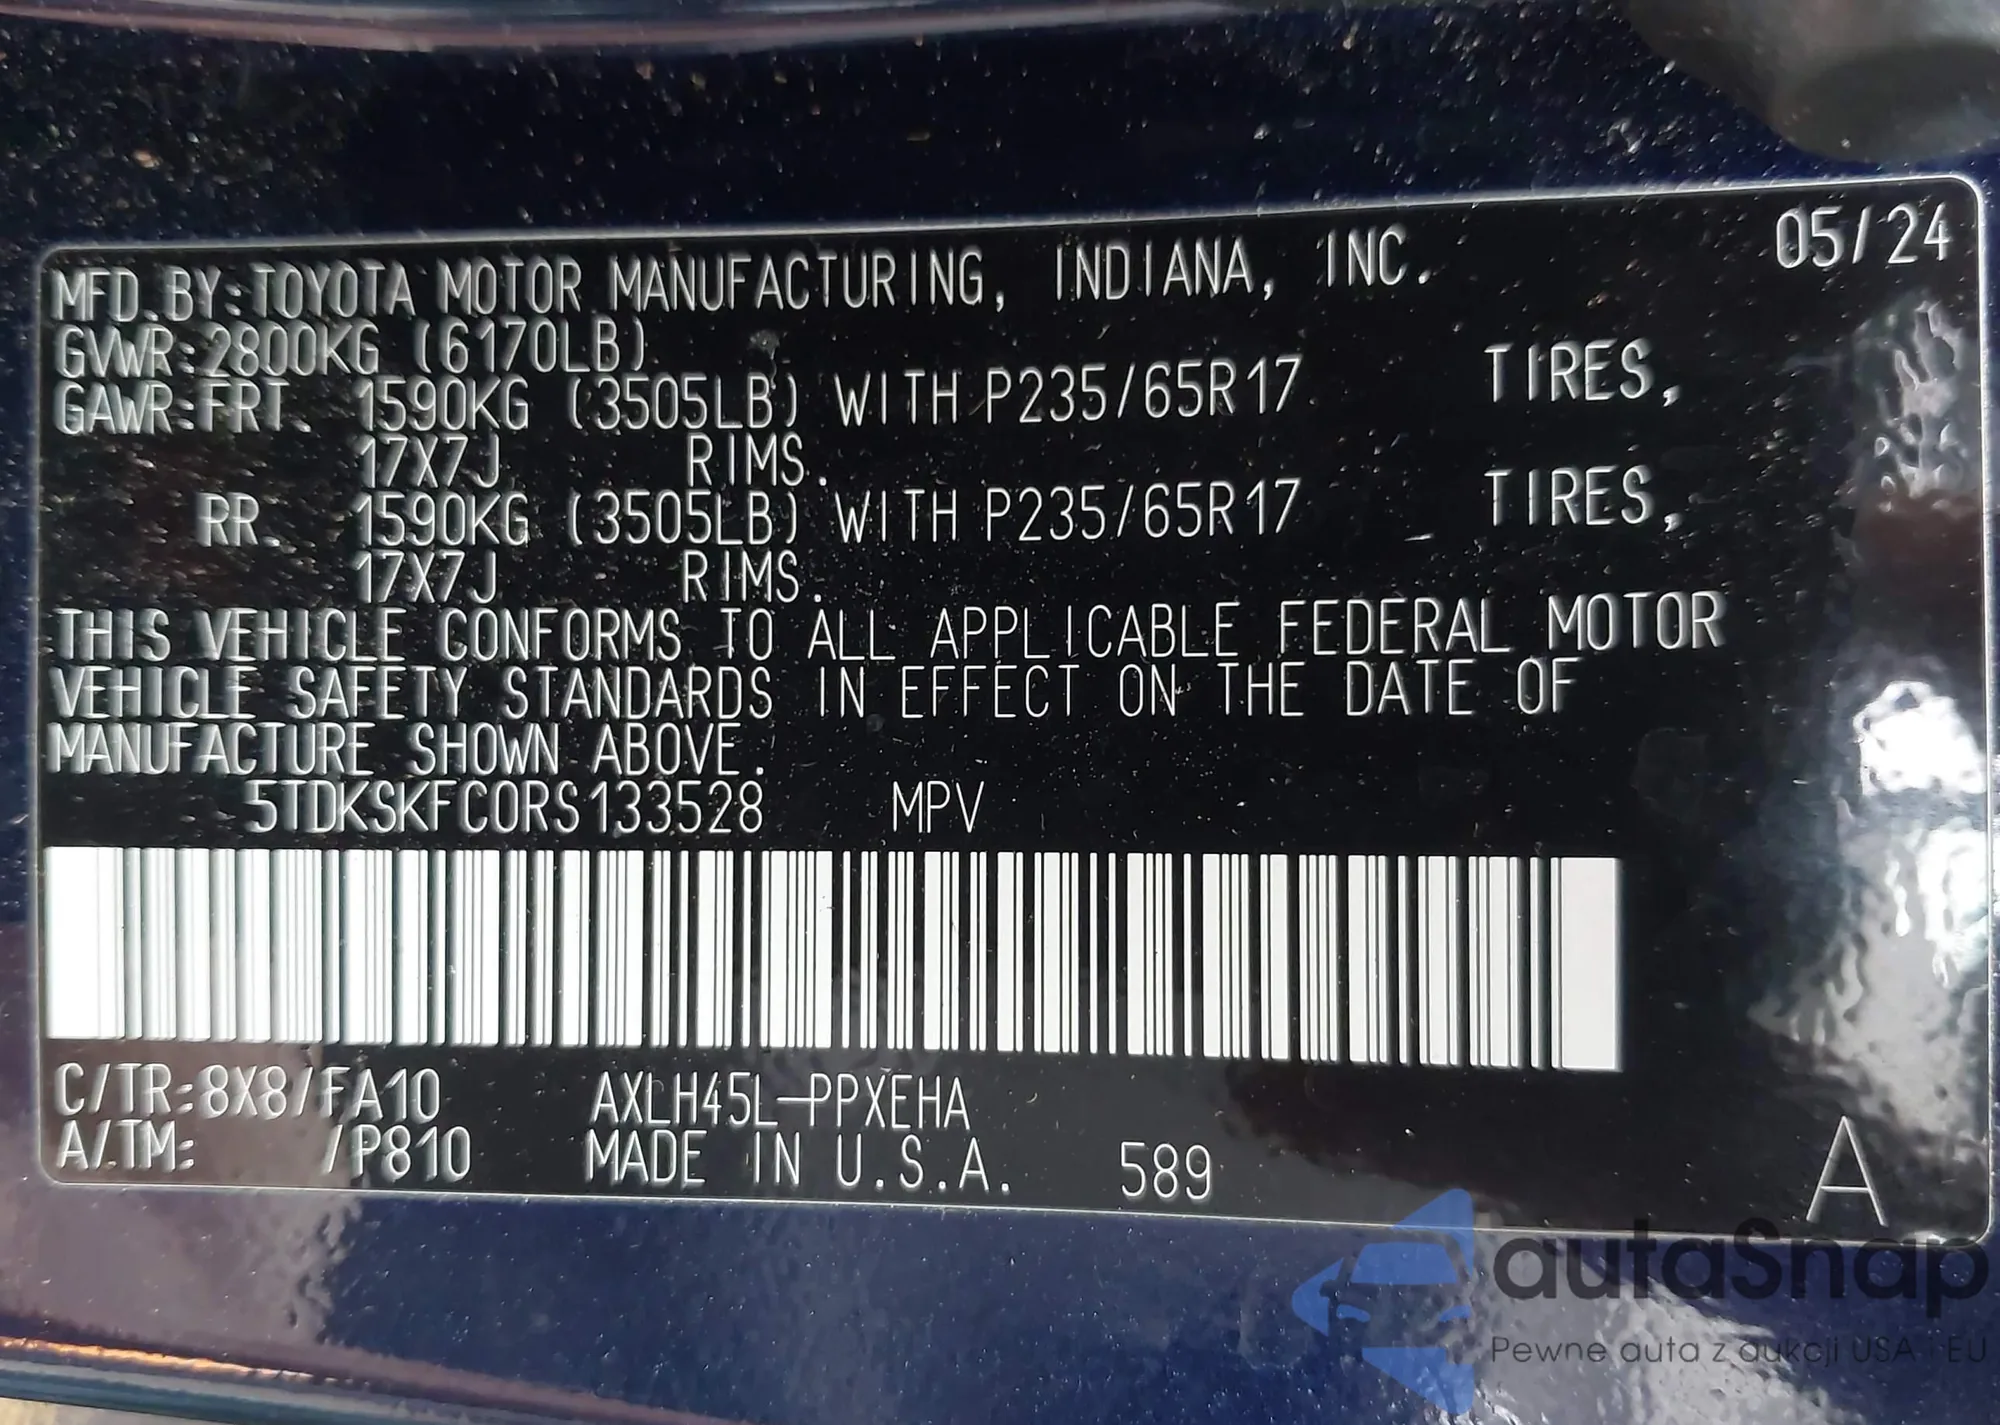 05/24
MFD.BY:TOYOTA MOTOR MANUFACTURING, INDIANA, INC.
GVWR:2800KG (6170LB)
GAWR:FRT. 1590KG (3505LB) WITH P235/65R17 TIRES,
17X7J RIMS.
RR. 1590KG (3505LB) WITH P235/65R17 TIRES,
17X7J RIMS.
THIS VEHICLE CONFORMS TO ALL APPLICABLE FEDERAL MOTOR
VEHICLE SAFETY STANDARDS IN EFFECT ON THE DATE OF
MANUFACTURE SHOWN ABOVE.
5TDKSKFC0RS133528 MPV
C/TR:8X8/FA10 AXLH45L-PPXEHA
A/TM: /P810 MADE IN U.S.A. 589 A
autaSnap
Pewne auta z aukcji USA i EU